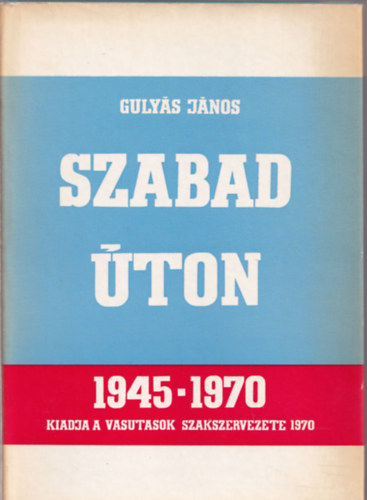 GULYÁS JÁNOS
SZABAD
ÚTON
1945-1970
KIADJA A VASUTASOK SZAKSZERVEZETE 1970